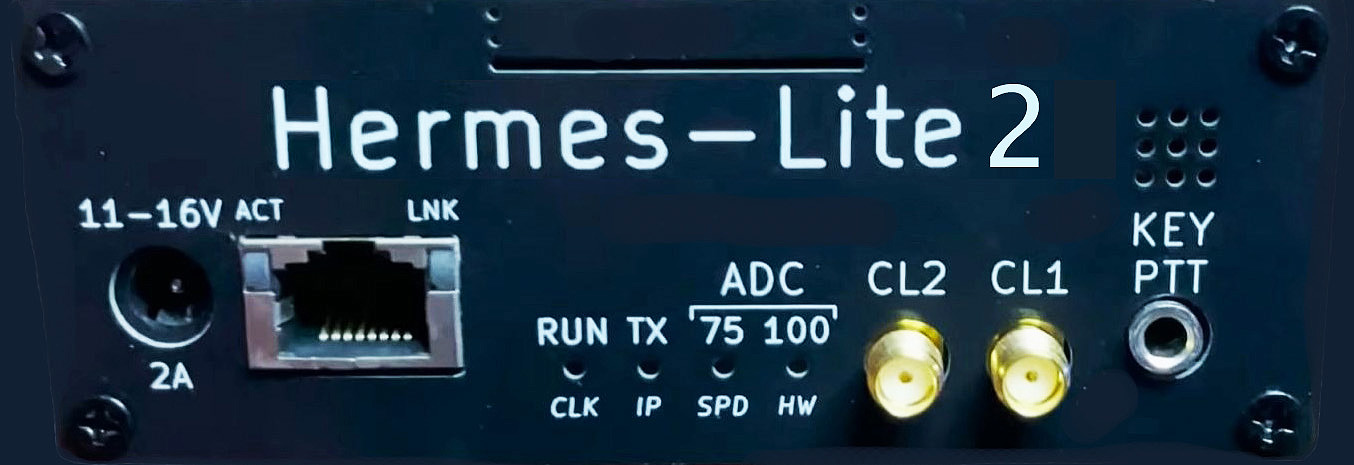 Hermes-Lite 2
11-16V ACT LNK
KEY
PTT
ADC
CL2 CL1
RUN TX 75 100
2A
CLK IP SPD HW